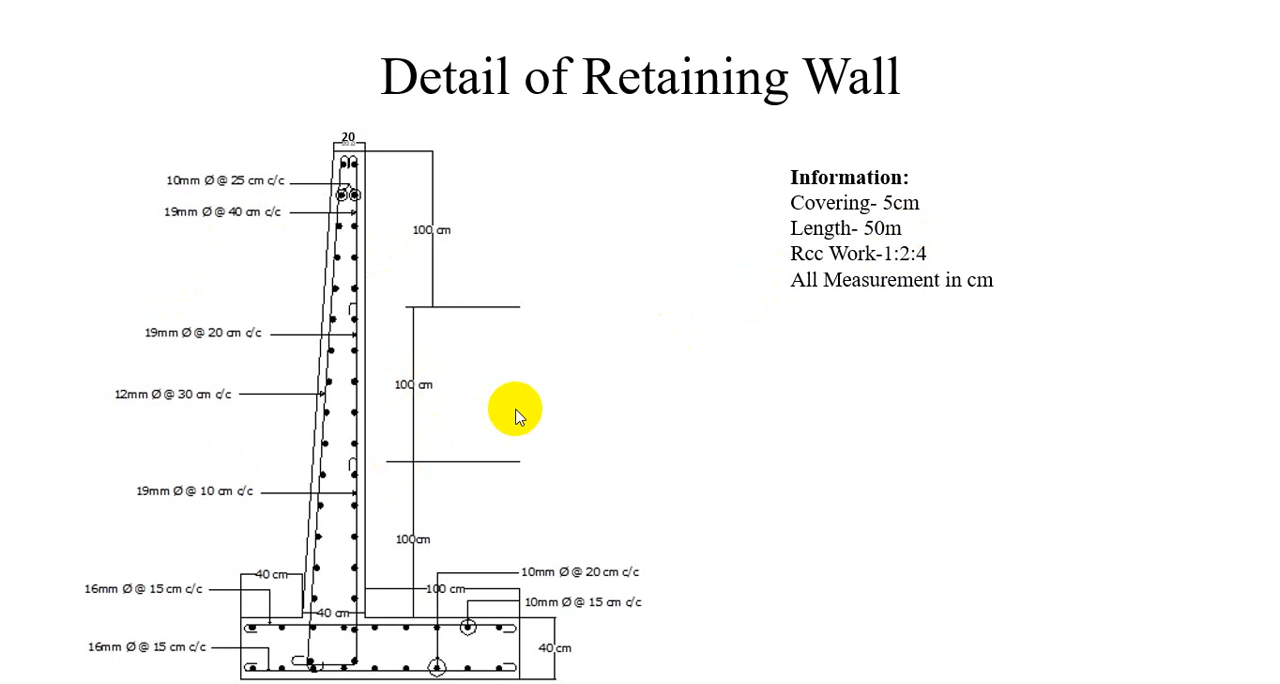 Detail of Retaining Wall
20
10mm Ø @ 25 cm c/c
19mm Ø @ 40 cm c/c
100 cm
19mm Ø @ 20 cm c/c
100 cm
12mm Ø @ 30 cm c/c
19mm Ø @ 10 cm c/c
100cm
40 cm
10mm Ø @ 20 cm c/c
16mm Ø @ 15 cm c/c
100 cm
10mm Ø @ 15 cm c/c
40 cm
16mm Ø @ 15 cm c/c
40 cm
Information:
Covering- 5cm
Length- 50m
Rcc Work-1:2:4
All Measurement in cm